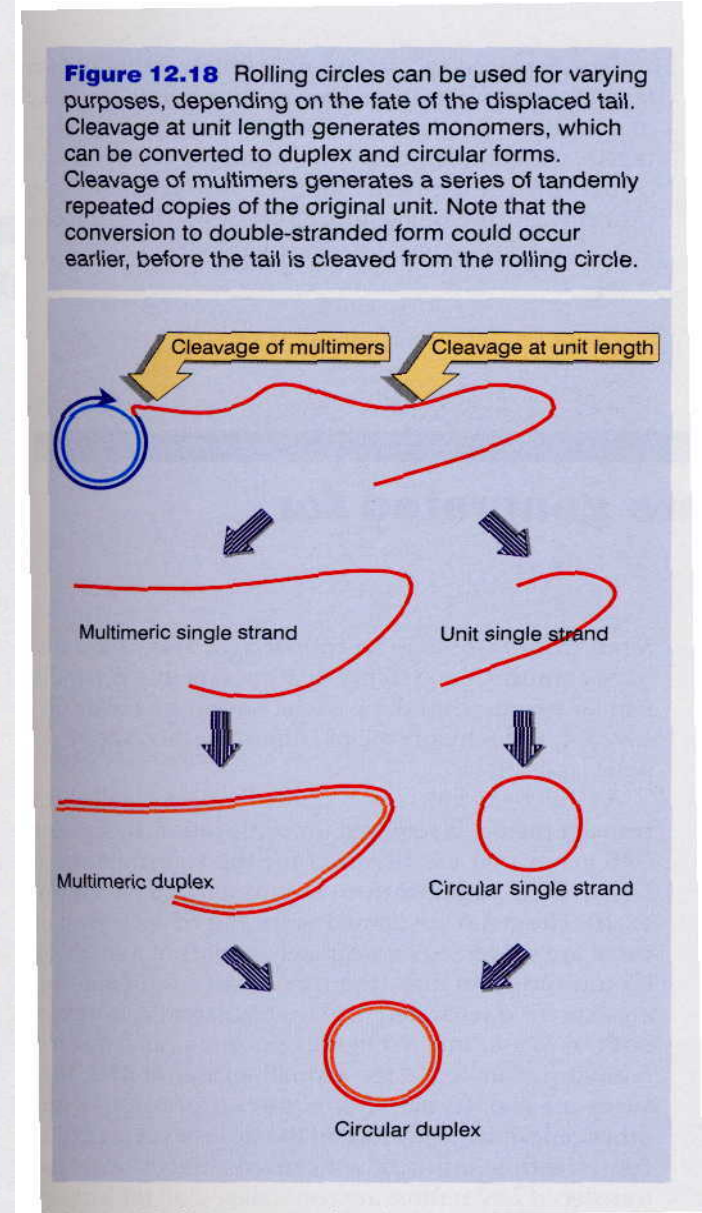 Figure 12.18 Rolling circles can be used for varying
purposes, depending on the fate of the displaced tail.
Cleavage at unit length generates monomers, which
can be converted to duplex and circular forms.
Cleavage of multimers generates a series of tandemly
repeated copies of the original unit. Note that the
conversion to double-stranded form could occur
earlier, before the tail is cleaved from the rolling circle.
Cleavage of multimers
Cleavage at unit length
Multimeric single strand
Unit single strand
Multimeric duplex
Circular single strand
Circular duplex